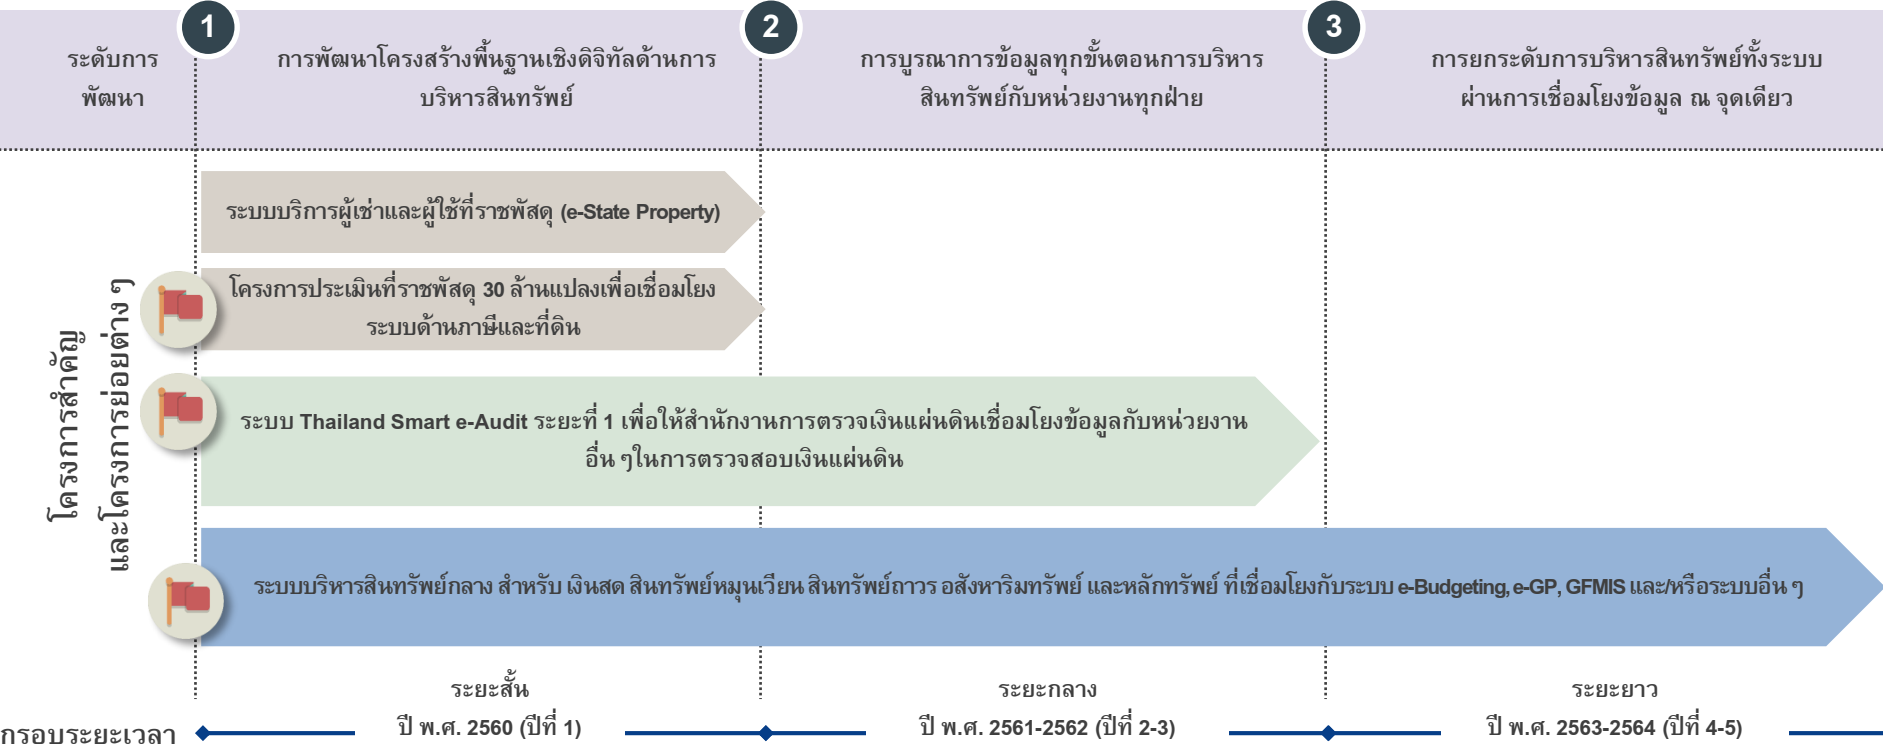 1
2
3
ระดับการ
พัฒนา
การพัฒนาโครงสร้างพื้นฐานเชิงดิจิทัลด้านการ
บริหารสินทรัพย์
การบูรณาการข้อมูลทุกขั้นตอนการบริหาร
สินทรัพย์กับหน่วยงานทุกฝ่าย
การยกระดับการบริหารสินทรัพย์ทั้งระบบ
ผ่านการเชื่อมโยงข้อมูล ณ จุดเดียว
โครงการสำคัญ
และโครงการย่อยต่าง ๆ
ระบบบริการผู้เช่าและผู้ใช้ที่ราชพัสดุ (e-State Property)
โครงการประเมินที่ราชพัสดุ 30 ล้านแปลงเพื่อเชื่อมโยง
ระบบด้านภาษีและที่ดิน
ระบบ Thailand Smart e-Audit ระยะที่ 1 เพื่อให้สำนักงานการตรวจเงินแผ่นดินเชื่อมโยงข้อมูลกับหน่วยงาน
อื่น ๆในการตรวจสอบเงินแผ่นดิน
ระบบบริหารสินทรัพย์กลาง สำหรับ เงินสด สินทรัพย์หมุนเวียน สินทรัพย์ถาวร อสังหาริมทรัพย์ และหลักทรัพย์ ที่เชื่อมโยงกับระบบ e-Budgeting, e-GP, GFMIS และ/หรือระบบอื่น ๆ
กรอบระยะเวลา
ระยะสั้น
ปี พ.ศ. 2560 (ปีที่ 1)
ระยะกลาง
ปี พ.ศ. 2561-2562 (ปีที่ 2-3)
ระยะยาว
ปี พ.ศ. 2563-2564 (ปีที่ 4-5)